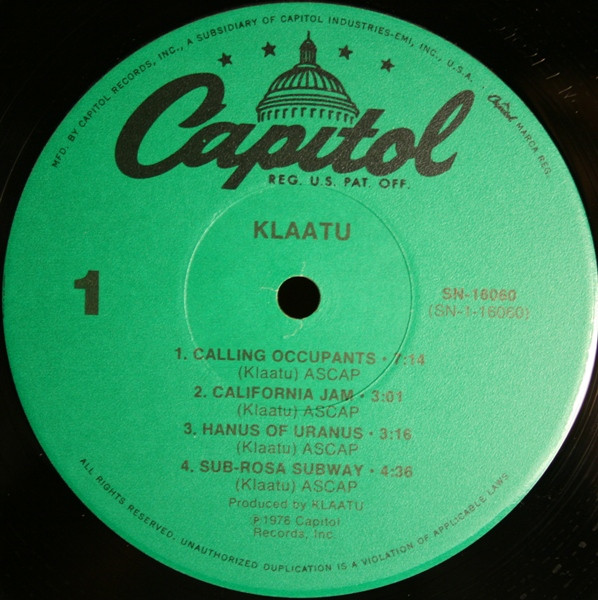 MFD. BY CAPITOL RECORDS, INC., A SUBSIDIARY OF CAPITOL INDUSTRIES-EMI, INC., U.S.A. • Capitol MARCA REG.
Capitol
REG. U.S. PAT. OFF.
KLAATU
1
SN-16060
(SN-1-16060)
1. CALLING OCCUPANTS • 7:14
(Klaatu) ASCAP
2. CALIFORNIA JAM • 3:01
(Klaatu) ASCAP
3. HANUS OF URANUS • 3:16
(Klaatu) ASCAP
4. SUB-ROSA SUBWAY • 4:36
(Klaatu) ASCAP
Produced by KLAATU
℗1976 Capitol
Records, Inc.
ALL RIGHTS RESERVED. UNAUTHORIZED DUPLICATION IS A VIOLATION OF APPLICABLE LAWS